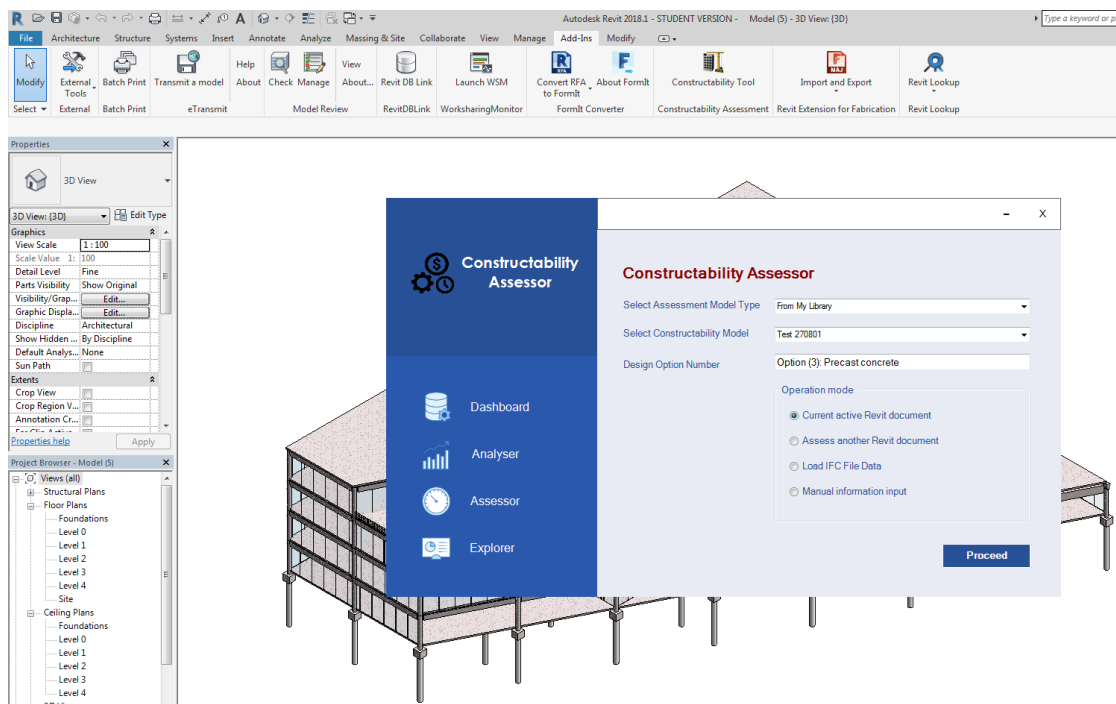 Autodesk Revit 2018.1 - STUDENT VERSION - Model (5) - 3D View: {3D}
Type a keyword or p
File Architecture Structure Systems Insert Annotate Analyze Massing & Site Collaborate View Manage Add-Ins Modify
Modify External Tools Batch Print Transmit a model Help About Check Manage View About... Revit DB Link Launch WSM Convert RFA to FormIt About FormIt Constructability Tool Import and Export Revit Lookup
Select External Batch Print eTransmit Model Review RevitDBLink WorksharingMonitor FormIt Converter Constructability Assessment Revit Extension for Fabrication Revit Lookup
Properties X
3D View
3D View: {3D} Edit Type
Graphics
View Scale 1 : 100
Scale Value 1: 100
Detail Level Fine
Parts Visibility Show Original
Visibility/Grap... Edit...
Graphic Displa... Edit...
Discipline Architectural
Show Hidden ... By Discipline
Default Analys... None
Sun Path
Extents
Crop View
Crop Region V...
Annotation Cr...
Properties help Apply
Project Browser - Model (5) X
Views (all)
Structural Plans
Floor Plans
Foundations
Level 0
Level 1
Level 2
Level 3
Level 4
Site
Ceiling Plans
Foundations
Level 0
Level 1
Level 2
Level 3
Level 4
Constructability
Assessor
Dashboard
Analyser
Assessor
Explorer
– X
Constructability Assessor
Select Assessment Model Type From My Library
Select Constructability Model Test 270801
Design Option Number Option (3): Precast concrete
Operation mode
Current active Revit document
Assess another Revit document
Load IFC File Data
Manual information input
Proceed